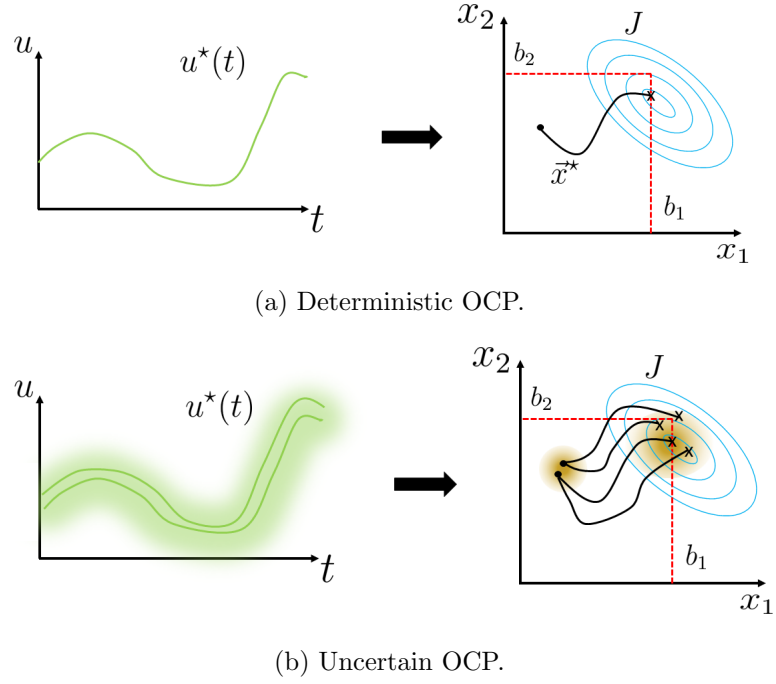 u
u*(t)
t
x₂
J
b₂
x⃗*
b₁
x₁
(a) Deterministic OCP.
u
u*(t)
t
x₂
J
b₂
b₁
x₁
(b) Uncertain OCP.